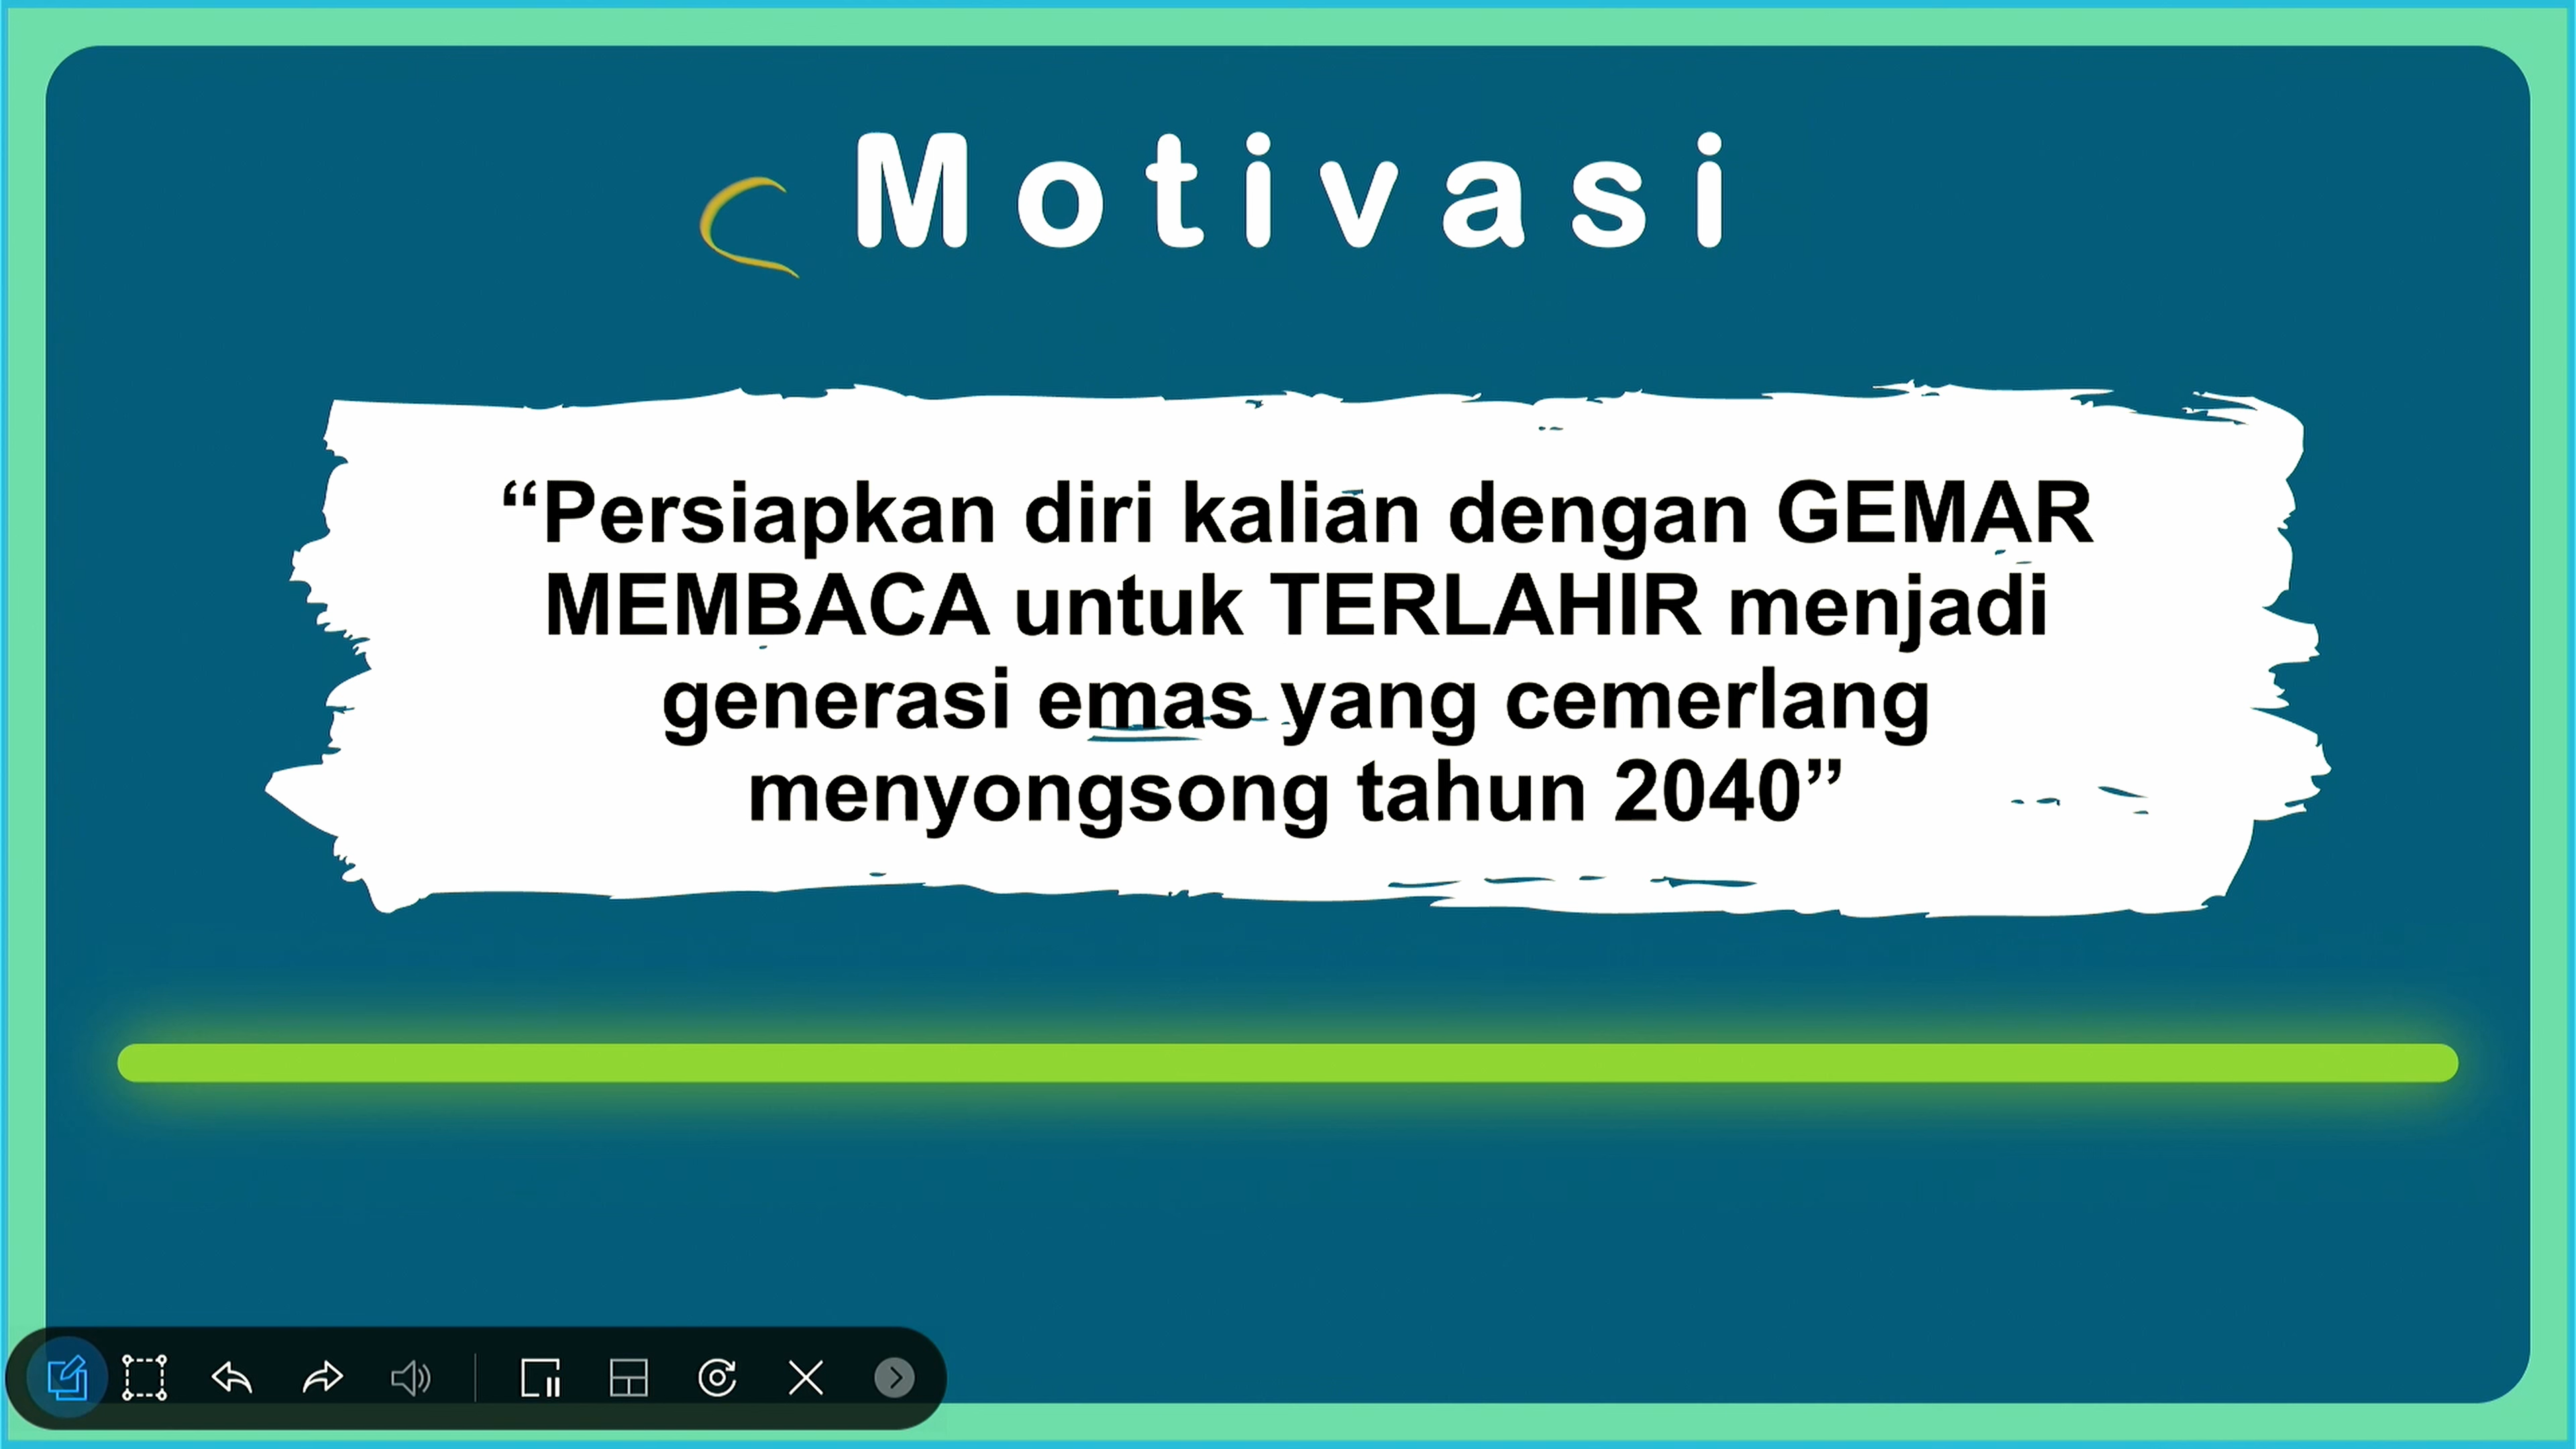 Motivasi
“Persiapkan diri kalian dengan GEMAR
MEMBACA untuk TERLAHIR menjadi
generasi emas yang cemerlang
menyongsong tahun 2040”